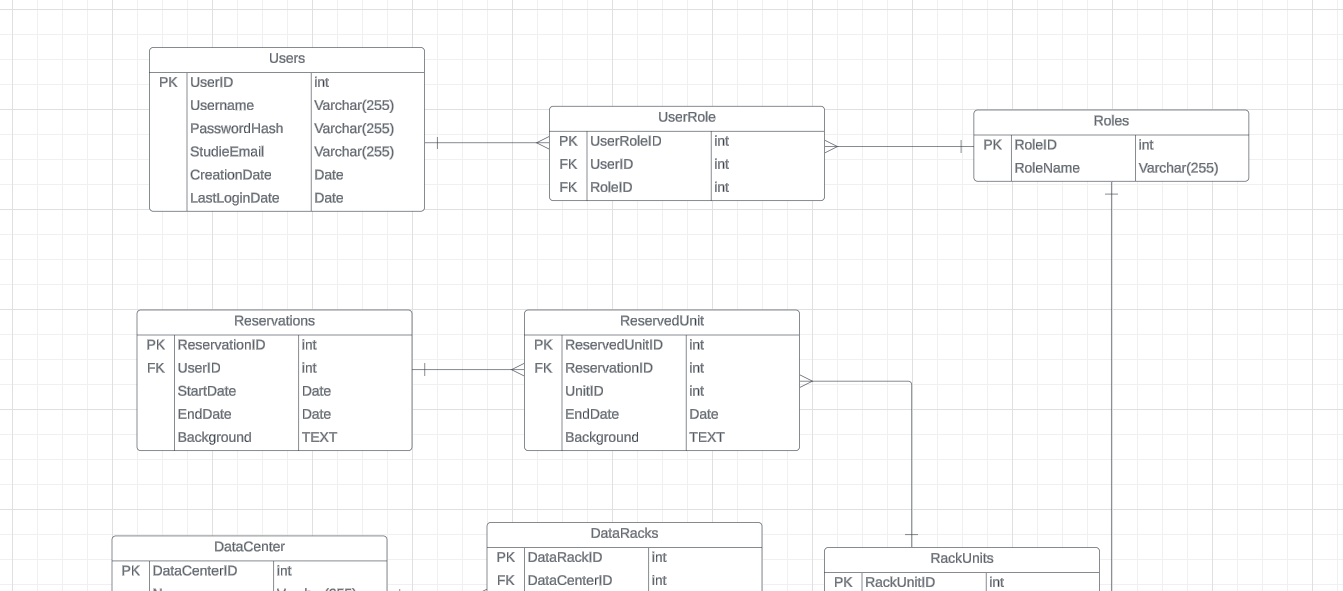 Users
PK UserID int
Username Varchar(255)
PasswordHash Varchar(255)
StudieEmail Varchar(255)
CreationDate Date
LastLoginDate Date
UserRole
PK UserRoleID int
FK UserID int
FK RoleID int
Roles
PK RoleID int
RoleName Varchar(255)
Reservations
PK ReservationID int
FK UserID int
StartDate Date
EndDate Date
Background TEXT
ReservedUnit
PK ReservedUnitID int
FK ReservationID int
UnitID int
EndDate Date
Background TEXT
DataCenter
PK DataCenterID int
DataRacks
PK DataRackID int
FK DataCenterID int
RackUnits
PK RackUnitID int